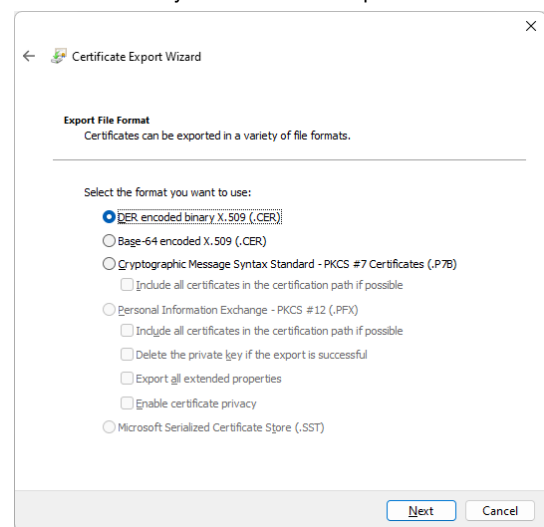 Certificate Export Wizard
Export File Format
Certificates can be exported in a variety of file formats.
Select the format you want to use:
DER encoded binary X.509 (.CER)
Base-64 encoded X.509 (.CER)
Cryptographic Message Syntax Standard - PKCS #7 Certificates (.P7B)
Include all certificates in the certification path if possible
Personal Information Exchange - PKCS #12 (.PFX)
Include all certificates in the certification path if possible
Delete the private key if the export is successful
Export all extended properties
Enable certificate privacy
Microsoft Serialized Certificate Store (.SST)
Next Cancel